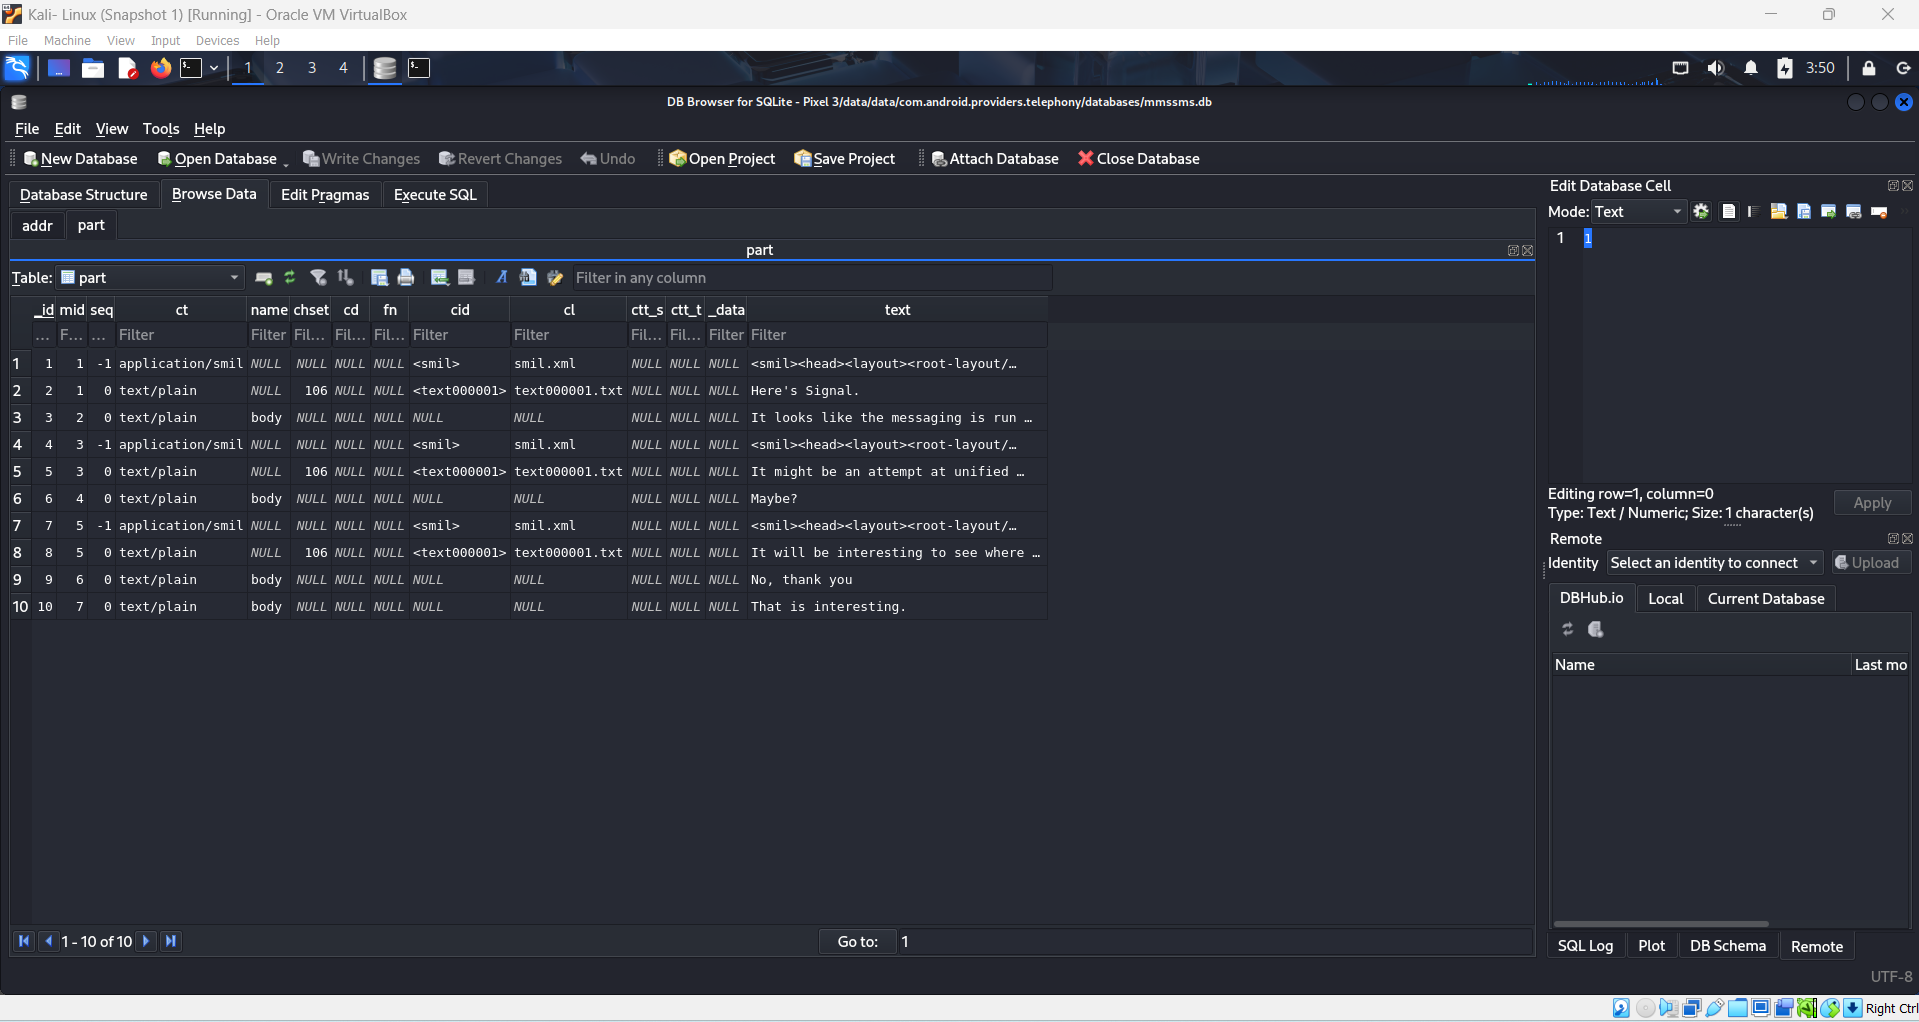 Kali- Linux (Snapshot 1) [Running] - Oracle VM VirtualBox
File Machine View Input Devices Help
1 2 3 4 3:50
DB Browser for SQLite - Pixel 3/data/data/com.android.providers.telephony/databases/mmssms.db
File Edit View Tools Help
New Database Open Database Write Changes Revert Changes Undo Open Project Save Project Attach Database Close Database
Database Structure Browse Data Edit Pragmas Execute SQL
addr part
part
Table: part Filter in any column
_id mid seq ct name chset cd fn cid cl ctt_s ctt_t _data text
... F... ... Filter Filter Fil... Fil... Fil... Filter Filter Fil... Fil... Filter Filter
1 1 1 -1 application/smil NULL NULL NULL NULL <smil> smil.xml NULL NULL NULL <smil><head><layout><root-layout/…
2 2 1 0 text/plain NULL 106 NULL NULL <text000001> text000001.txt NULL NULL NULL Here's Signal.
3 3 2 0 text/plain body NULL NULL NULL NULL NULL NULL NULL NULL It looks like the messaging is run …
4 4 3 -1 application/smil NULL NULL NULL NULL <smil> smil.xml NULL NULL NULL <smil><head><layout><root-layout/…
5 5 3 0 text/plain NULL 106 NULL NULL <text000001> text000001.txt NULL NULL NULL It might be an attempt at unified …
6 6 4 0 text/plain body NULL NULL NULL NULL NULL NULL NULL NULL Maybe?
7 7 5 -1 application/smil NULL NULL NULL NULL <smil> smil.xml NULL NULL NULL <smil><head><layout><root-layout/…
8 8 5 0 text/plain NULL 106 NULL NULL <text000001> text000001.txt NULL NULL NULL It will be interesting to see where …
9 9 6 0 text/plain body NULL NULL NULL NULL NULL NULL NULL NULL No, thank you
10 10 7 0 text/plain body NULL NULL NULL NULL NULL NULL NULL NULL That is interesting.
1 - 10 of 10 Go to: 1
Edit Database Cell
Mode: Text
1 1
Editing row=1, column=0
Type: Text / Numeric; Size: 1 character(s)
Apply
Remote
Identity Select an identity to connect Upload
DBHub.io Local Current Database
Name Last mo
SQL Log Plot DB Schema Remote
UTF-8
Right Ctrl